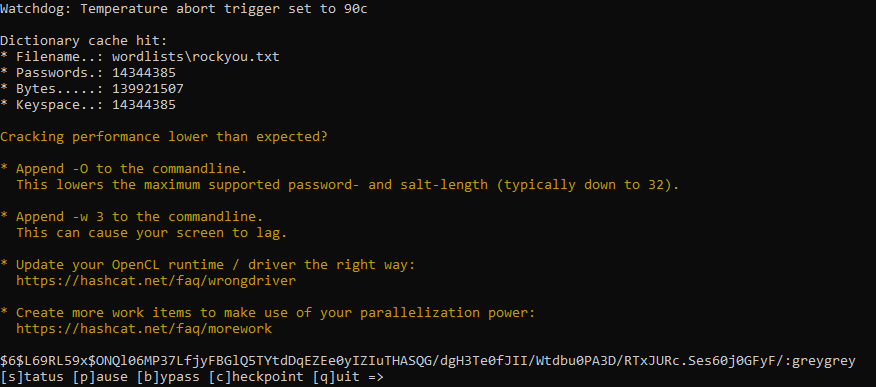 Watchdog: Temperature abort trigger set to 90c
Dictionary cache hit:
* Filename..: wordlists\rockyou.txt
* Passwords.: 14344385
* Bytes.....: 139921507
* Keyspace..: 14344385
Cracking performance lower than expected?
* Append -O to the commandline.
This lowers the maximum supported password- and salt-length (typically down to 32).
* Append -w 3 to the commandline.
This can cause your screen to lag.
* Update your OpenCL runtime / driver the right way:
https://hashcat.net/faq/wrongdriver
* Create more work items to make use of your parallelization power:
https://hashcat.net/faq/morework
$6$L69RL59x$ONQl06MP37LfjyFBGlQ5TYtdDqEZEe0yIZIuTHASQG/dgH3Te0fJII/Wtdbu0PA3D/RTxJURc.Ses60j0GFyF/:greygrey
[s]tatus [p]ause [b]ypass [c]heckpoint [q]uit =>